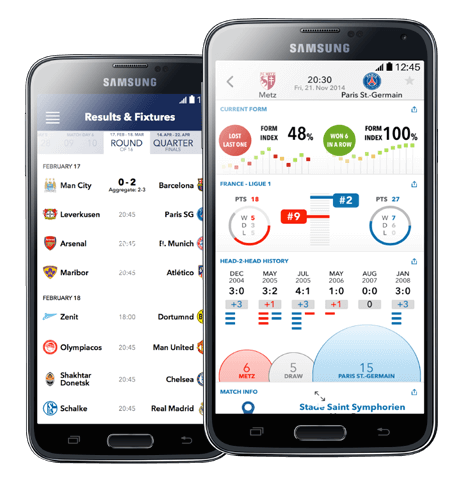 SAMSUNG
Results & Fixtures
17. FEB. - 18. MAR.
ROUND
OF 16
QUARTER
FINALS
FEBRUARY 17
Man City 0-2 Barcelona
Aggregate: 2-3
Leverkusen 20:45 Paris SG
Arsenal 20:45 F. Munich
Maribor 20:45 Atlético
FEBRUARY 18
Zenit 18:00 Dortmund
Olympiacos 20:45 Man United
Shakhtar
Donetsk 20:45 Chelsea
Schalke 20:45 Real Madrid
SAMSUNG
12:45
20:30
Fri, 21. Nov 2014
Metz Paris St.-Germain
CURRENT FORM
LOST
LAST ONE
FORM
INDEX 48%
WON 6
IN A ROW
FORM
INDEX 100%
FRANCE - LIGUE 1
PTS 18 #2 PTS 27
#9
W 5 W 7
D 3 D 6
L
HEAD-2-HEAD HISTORY
DEC MAY JUL MAY AUG JAN
2004 2005 2005 2006 2007 2008
3:0 3:2 4:1 1:0 0:0 3:0
+3 +1 +3 +1 0 +3
6 5 15
METZ DRAW PARIS ST.-GERMAIN
MATCH INFO
Stade Saint Symphorien